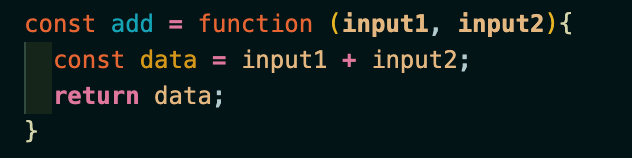 const add = function (input1, input2){
  const data = input1 + input2;
  return data;
}